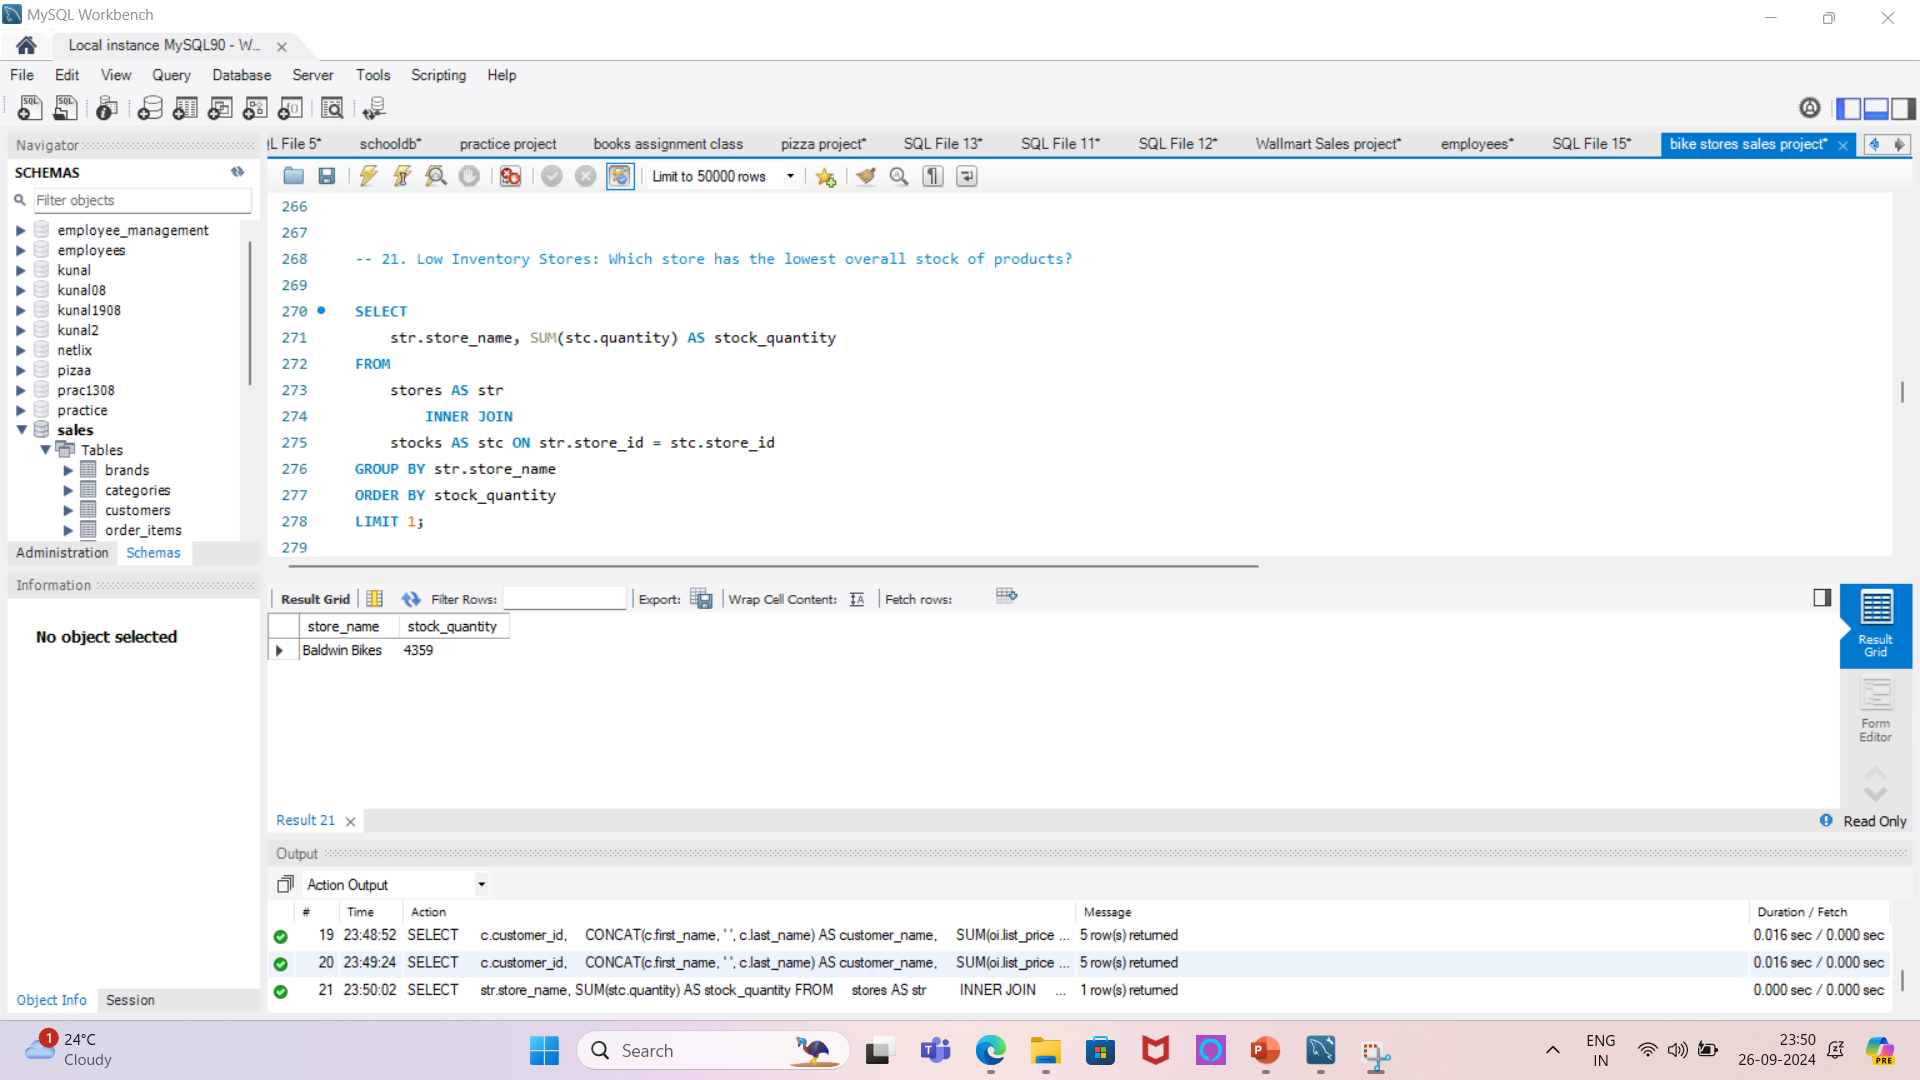 MySQL Workbench
Local instance MySQL90 - W...
File Edit View Query Database Server Tools Scripting Help
Navigator
L File 5* schooldb* practice project books assignment class pizza project* SQL File 13* SQL File 11* SQL File 12* Wallmart Sales project* employees* SQL File 15* bike stores sales project*
SCHEMAS
Limit to 50000 rows
Filter objects
employee_management
employees
kunal
kunal08
kunal1908
kunal2
netlix
pizaa
prac1308
practice
sales
Tables
brands
categories
customers
order_items
Administration Schemas
Information
No object selected
Object Info Session
266
267
268 -- 21. Low Inventory Stores: Which store has the lowest overall stock of products?
269
270 SELECT
271 str.store_name, SUM(stc.quantity) AS stock_quantity
272 FROM
273 stores AS str
274 INNER JOIN
275 stocks AS stc ON str.store_id = stc.store_id
276 GROUP BY str.store_name
277 ORDER BY stock_quantity
278 LIMIT 1;
279
Result Grid Filter Rows: Export: Wrap Cell Content: Fetch rows:
store_name stock_quantity
Baldwin Bikes 4359
Result Grid
Form Editor
Result 21
Read Only
Output
Action Output
# Time Action Message Duration / Fetch
19 23:48:52 SELECT c.customer_id, CONCAT(c.first_name, ' ', c.last_name) AS customer_name, SUM(oi.list_price ... 5 row(s) returned 0.016 sec / 0.000 sec
20 23:49:24 SELECT c.customer_id, CONCAT(c.first_name, ' ', c.last_name) AS customer_name, SUM(oi.list_price ... 5 row(s) returned 0.016 sec / 0.000 sec
21 23:50:02 SELECT str.store_name, SUM(stc.quantity) AS stock_quantity FROM stores AS str INNER JOIN ... 1 row(s) returned 0.000 sec / 0.000 sec
1
24°C
Cloudy
Search
ENG
IN
23:50
26-09-2024
PRE